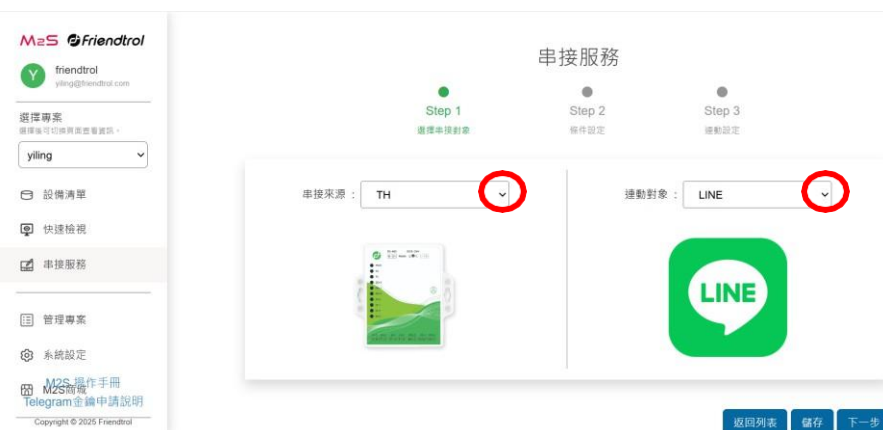 M2S Friendtrol
Y
friendtrol
yiling@friendtrol.com
選擇專案
選擇後可切換頁面查看資訊。
yiling
設備清單
快速檢視
串接服務
管理專案
系統設定
M2S商城
M2S 操作手冊
Telegram金鑰申請說明
Copyright © 2025 Friendtrol
串接服務
Step 1
選擇串接對象
Step 2
條件設定
Step 3
連動設定
串接來源 : TH
連動對象 : LINE
LINE
返回列表
儲存
下一步